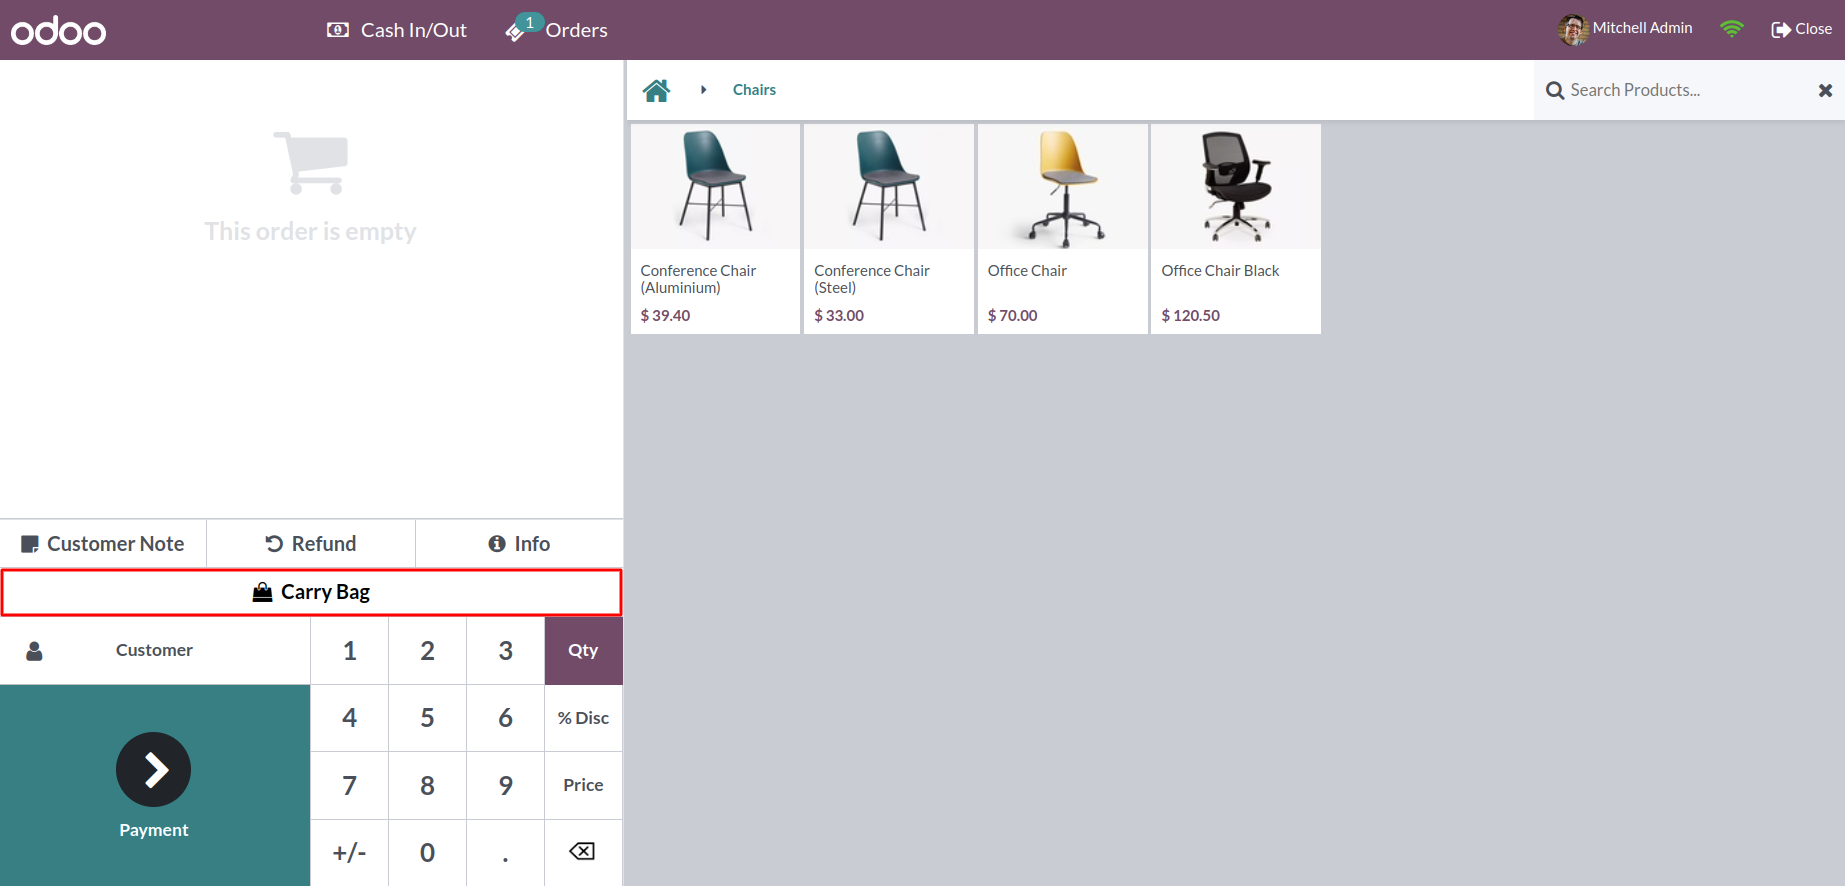 odoo
Cash In/Out
1
Orders
Mitchell Admin
Close
This order is empty
Chairs
Search Products...
Conference Chair
(Aluminium)
$ 39.40
Conference Chair
(Steel)
$ 33.00
Office Chair
$ 70.00
Office Chair Black
$ 120.50
Customer Note
Refund
Info
Carry Bag
Customer
1 2 3 Qty
4 5 6 % Disc
7 8 9 Price
+/- 0 .
Payment